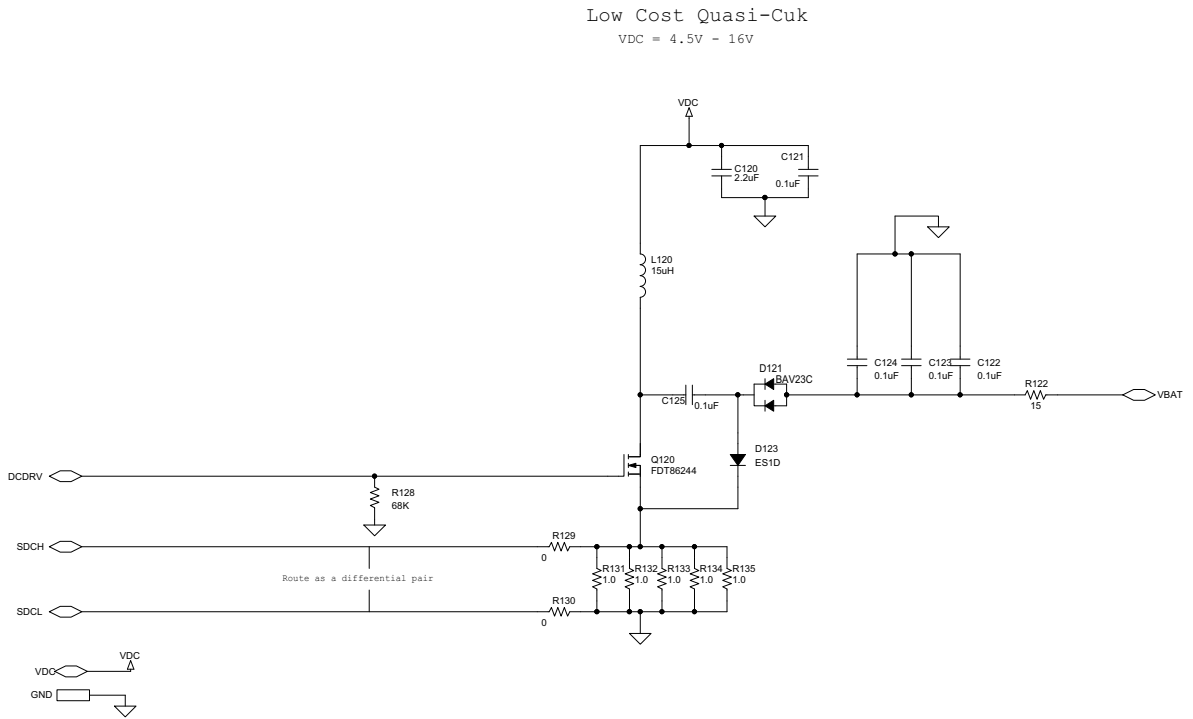 Low Cost Quasi-Cuk
VDC = 4.5V - 16V
VDC
C120
2.2uF
C121
0.1uF
L120
15uH
C124
0.1uF
C123
0.1uF
C122
0.1uF
D121
BAV23C
R122
15
VBAT
C125
0.1uF
D123
ES1D
Q120
FDT86244
DCDRV
R128
68K
SDCH
R129
0
R131
1.0
R132
1.0
R133
1.0
R134
1.0
R135
1.0
Route as a differential pair
SDCL
R130
0
VDC
VDC
GND